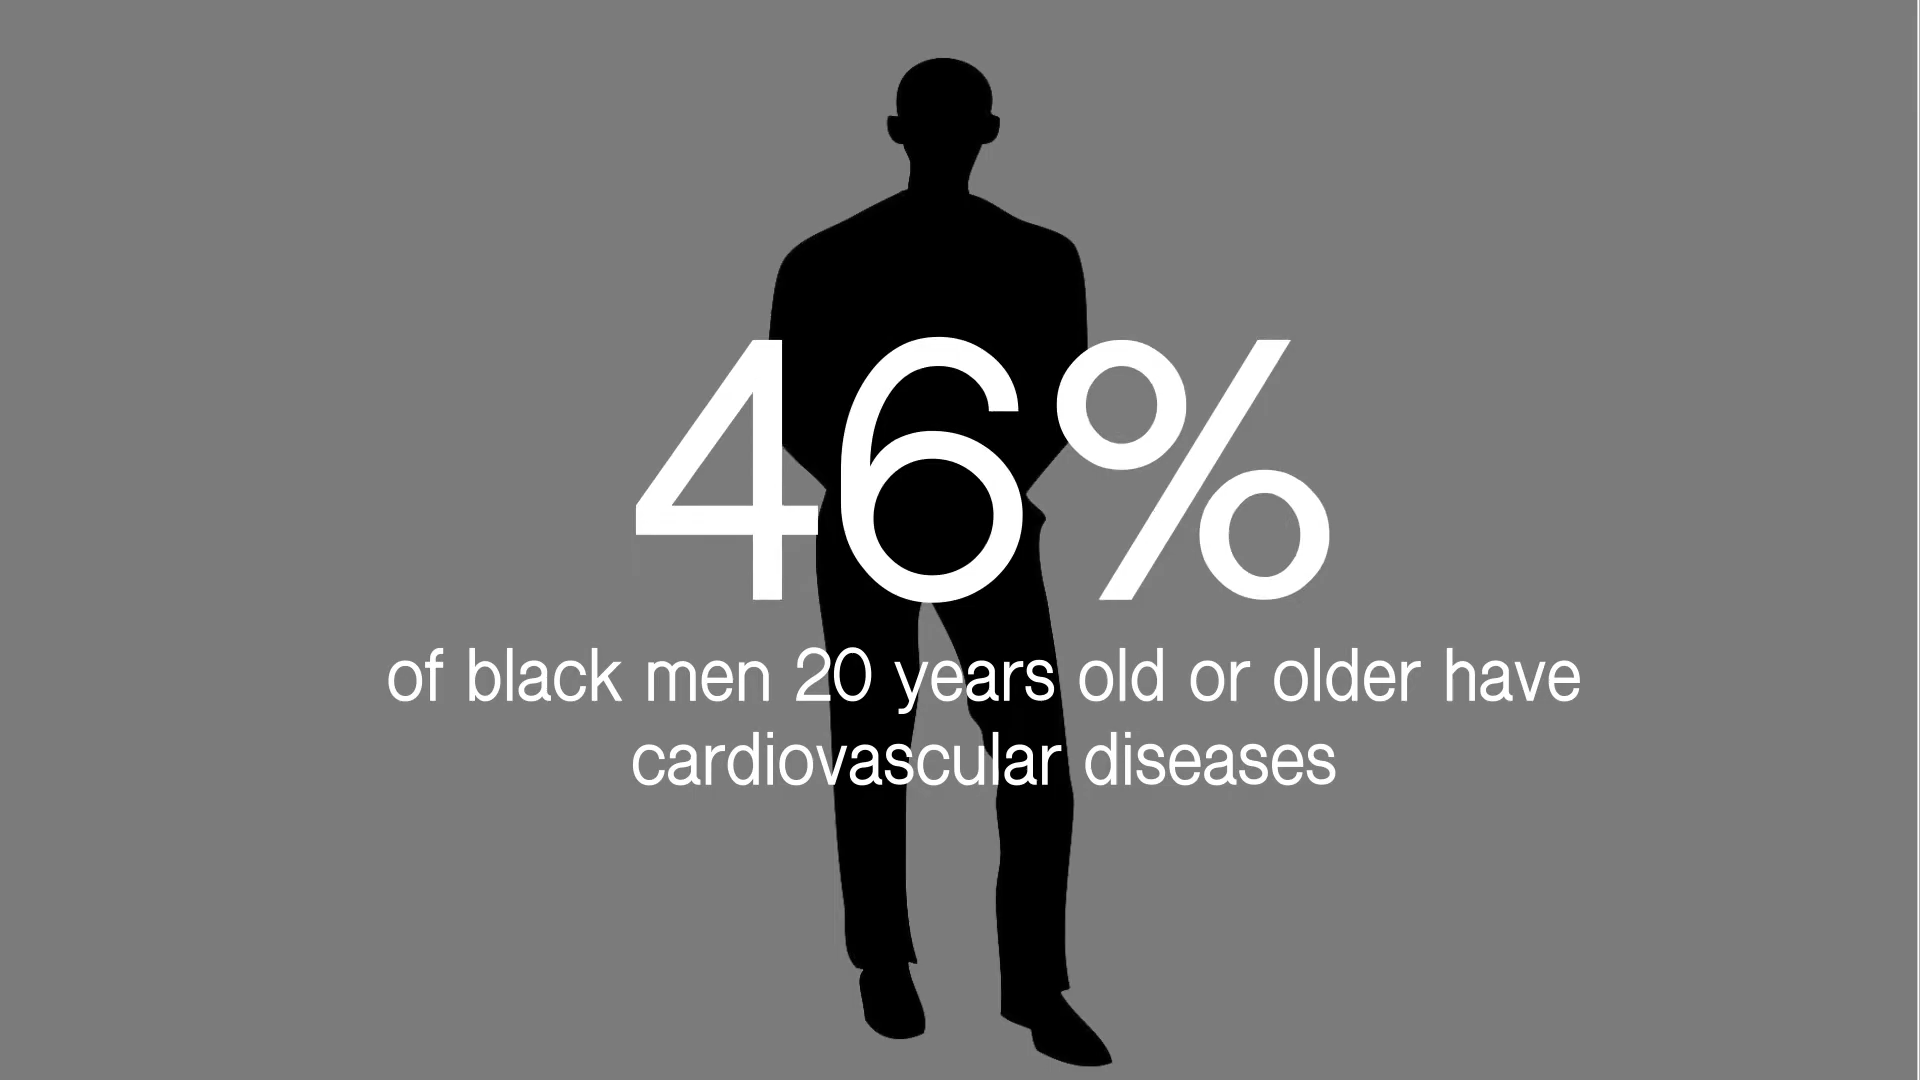 46%
of black men 20 years old or older have
cardiovascular diseases